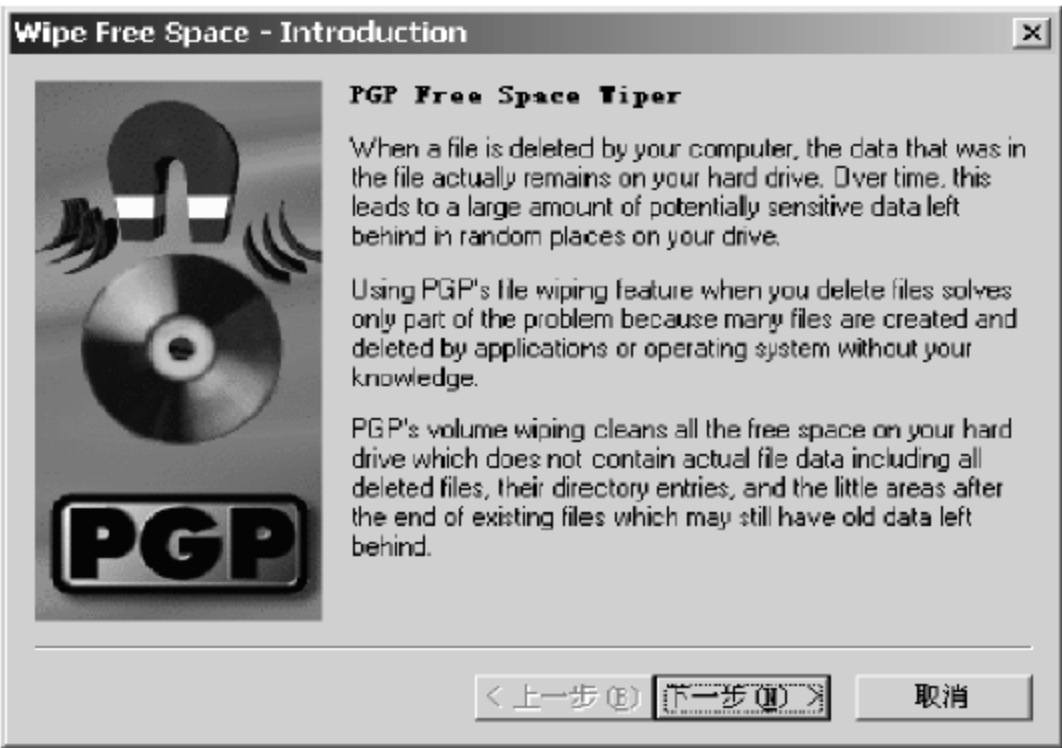 Wipe Free Space - Introduction
PGP Free Space Wiper
When a file is deleted by your computer, the data that was in
the file actually remains on your hard drive. Over time, this
leads to a large amount of potentially sensitive data left
behind in random places on your drive.
Using PGP's file wiping feature when you delete files solves
only part of the problem because many files are created and
deleted by applications or operating system without your
knowledge.
PGP's volume wiping cleans all the free space on your hard
drive which does not contain actual file data including all
deleted files, their directory entries, and the little areas after
the end of existing files which may still have old data left
behind.
PGP
< 上一步(B) 下一步(N) > 取消